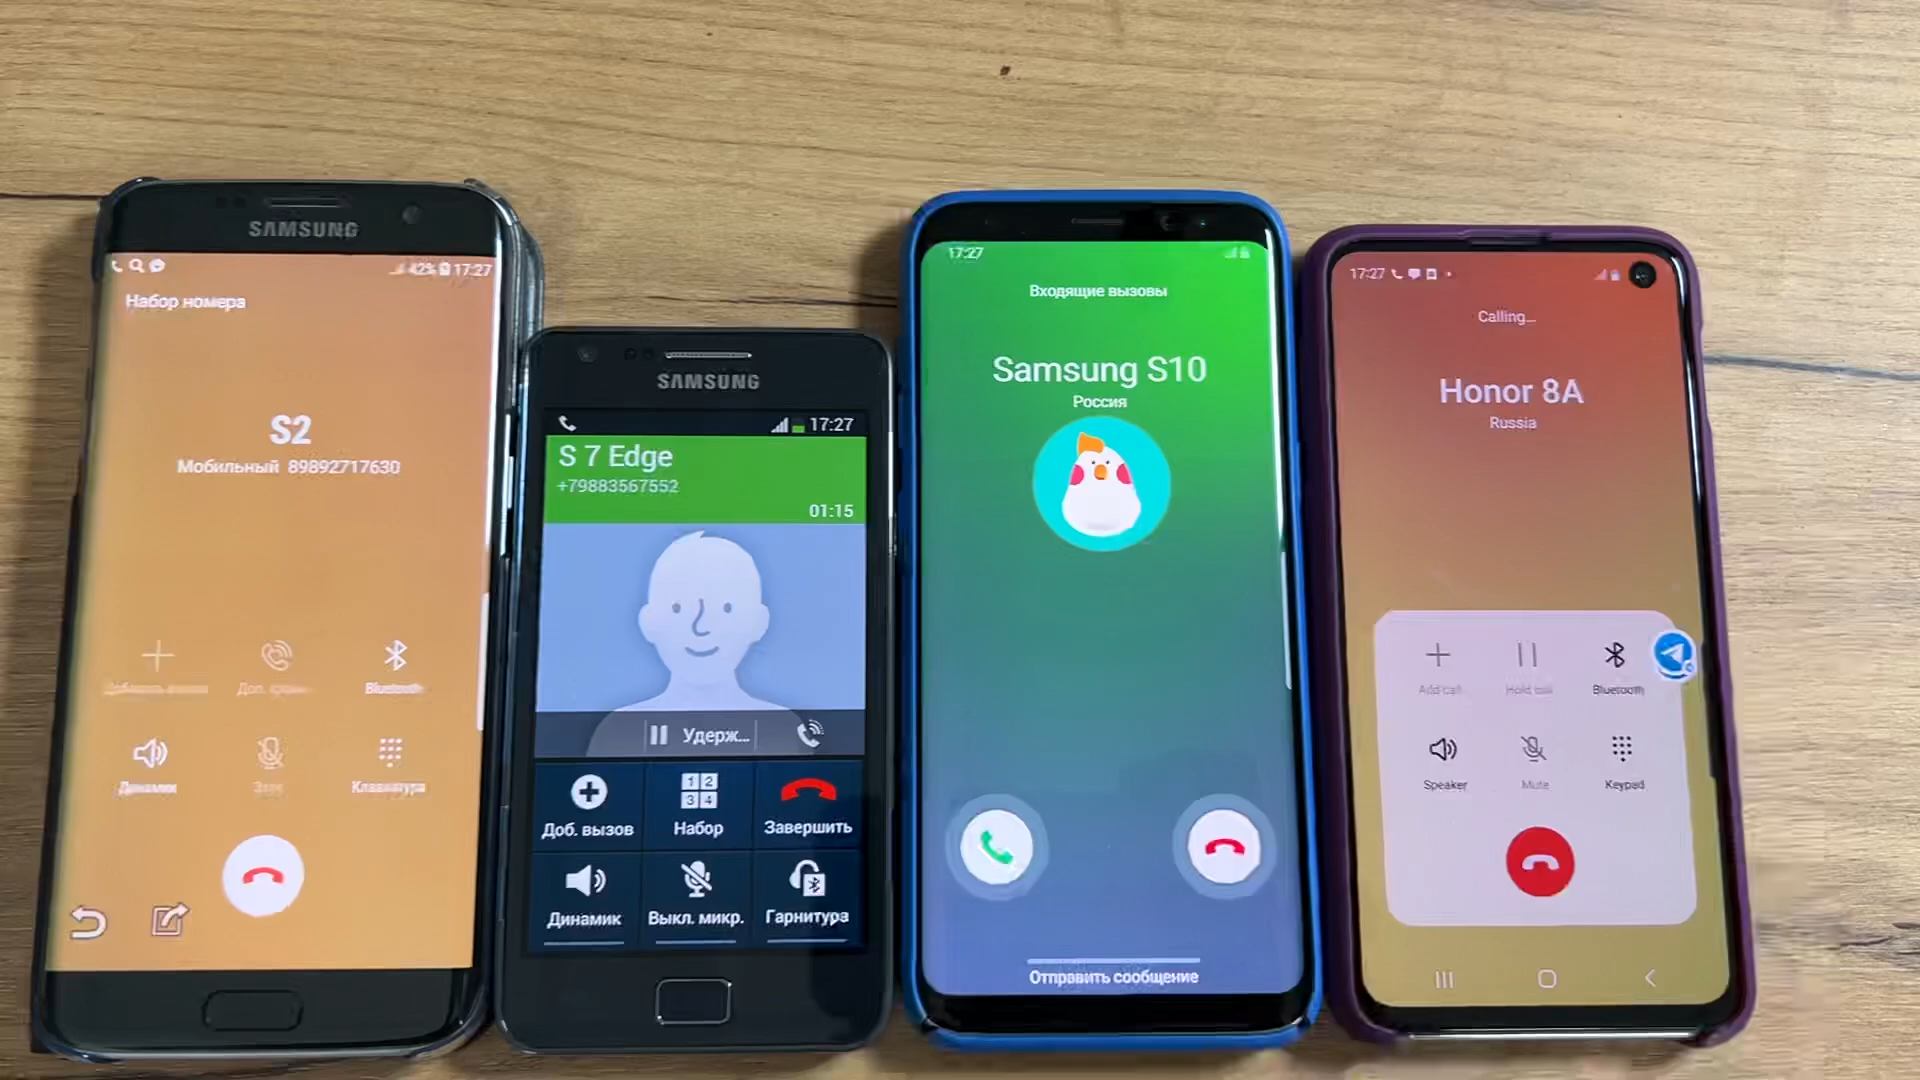 SAMSUNG
42% 17:27
Набор номера
S2
Мобильный 89892717630
Bluetooth
Динамик
Клавиатура
SAMSUNG
17:27
S 7 Edge
+79883567552
01:15
Удерж...
Доб. вызов
Набор
Завершить
Динамик
Выкл. микр.
Гарнитура
17:27
Входящие вызовы
Samsung S10
Россия
Отправить сообщение
17:27
Calling...
Honor 8A
Russia
Add call
Hold call
Bluetooth
Speaker
Mute
Keypad